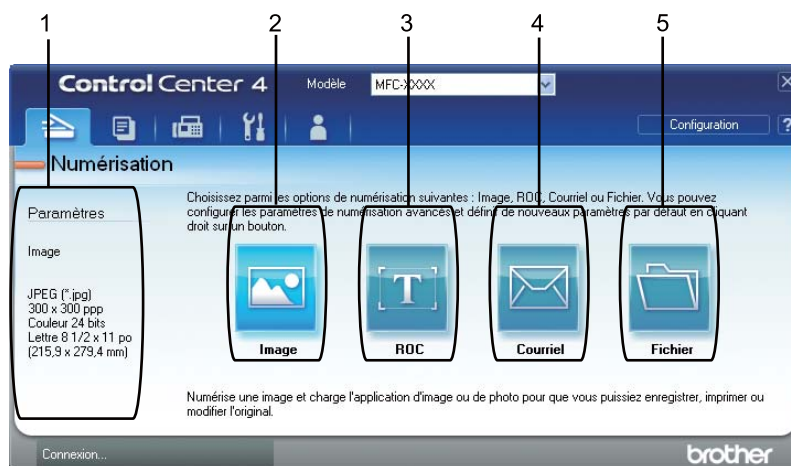 1 2 3 4 5
Control Center 4 Modèle MFC-XXXX
Configuration ?
Numérisation
Paramètres
Image
JPEG (*.jpg)
300 x 300 ppp
Couleur 24 bits
Lettre 8 1/2 x 11 po
(215,9 x 279,4 mm)
Choisissez parmi les options de numérisation suivantes : Image, ROC, Courriel ou Fichier. Vous pouvez
configurer les paramètres de numérisation avancés et définir de nouveaux paramètres par défaut en cliquant
droit sur un bouton.
T
Image ROC Courriel Fichier
Numérise une image et charge l'application d'image ou de photo pour que vous puissiez enregistrer, imprimer ou
modifier l'original.
Connexion...
brother